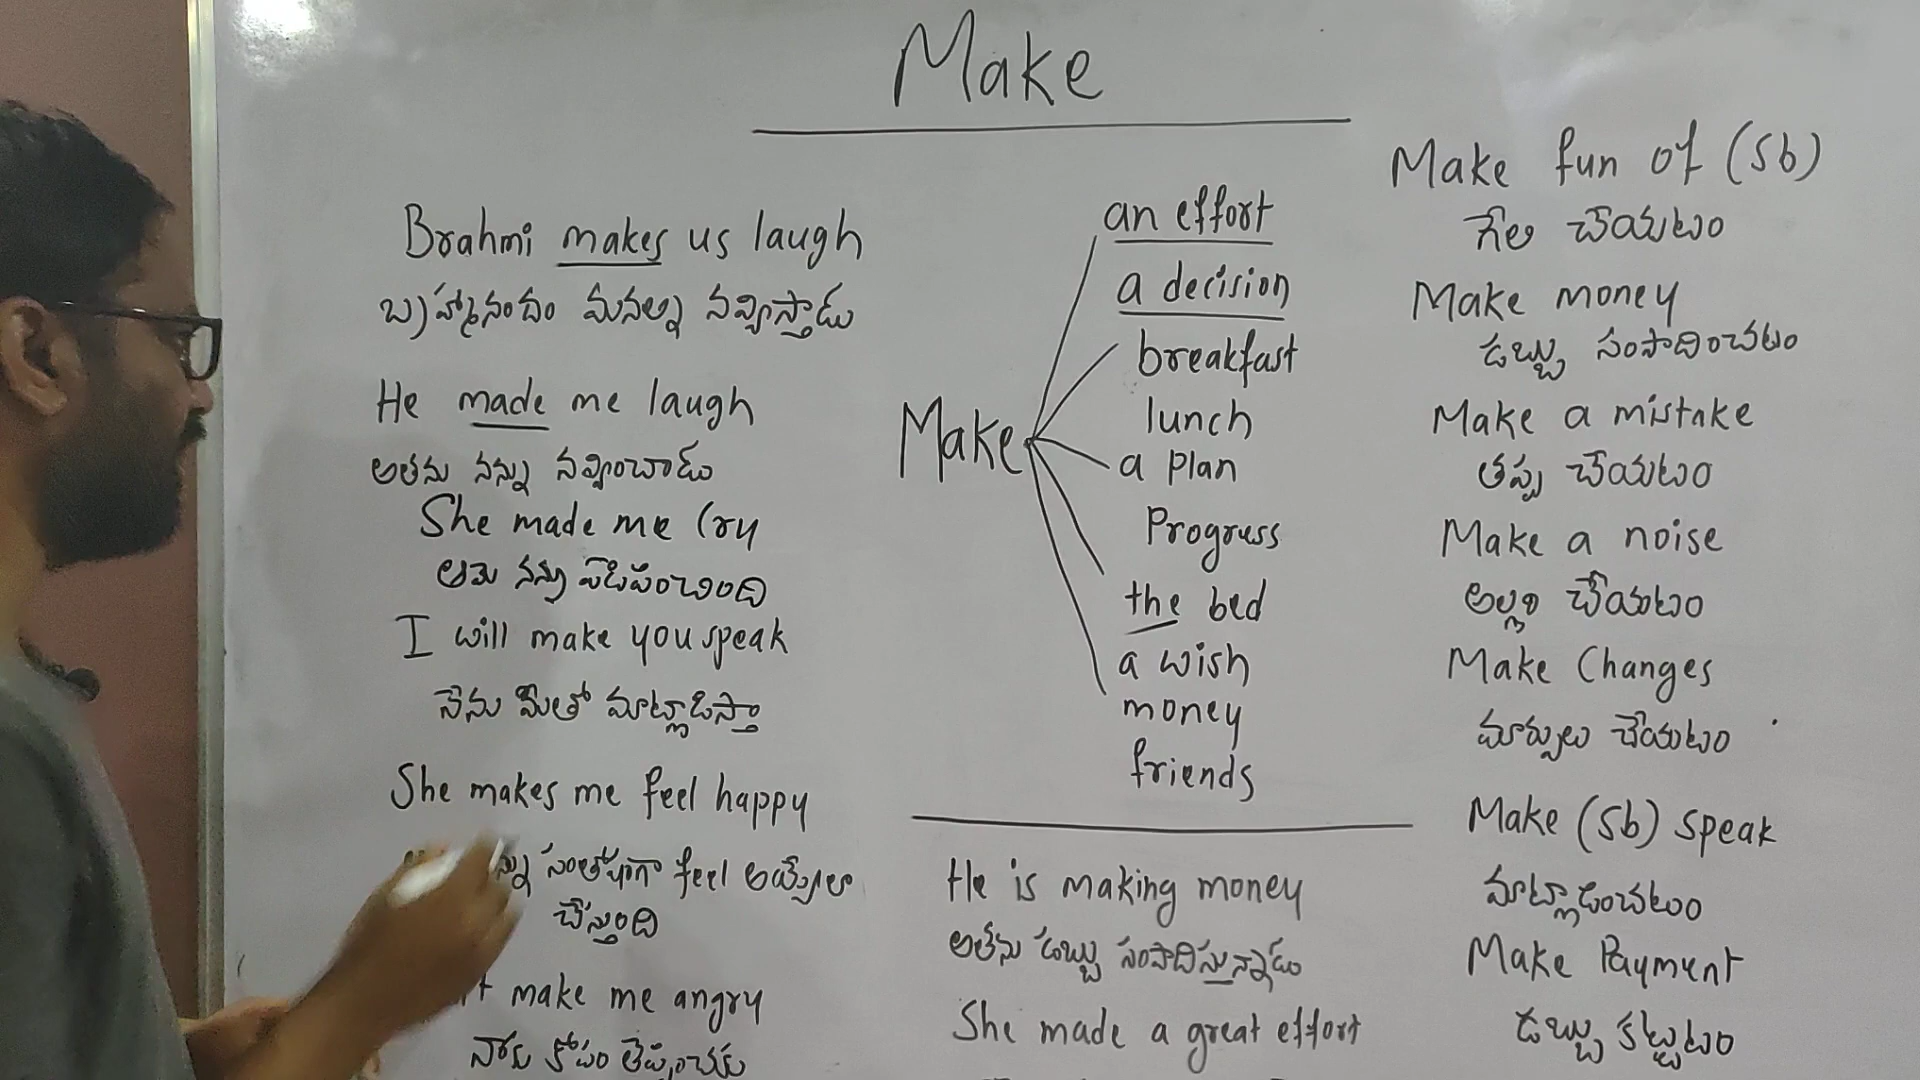 Make
Brahmi makes us laugh
బ్రహ్మానందం మనల్ని నవ్విస్తాడు
He made me laugh
అతను నన్ను నవ్వించాడు
She made me cry
ఆమె నన్ను ఏడిపించింది
I will make you speak
నేను మీతో మాట్లాడిస్తా
She makes me feel happy
సంతోషంగా feel అయ్యేలా
చేస్తుంది
make me angry
నాకు కోపం తెప్పించకు
Make
an effort
a decision
breakfast
lunch
a plan
Progress
the bed
a wish
money
friends
He is making money
అతను డబ్బు సంపాదిస్తున్నాడు
She made a great effort
Make fun of (Sb)
గేలి చేయటం
Make money
డబ్బు సంపాదించటం
Make a mistake
తప్పు చేయటం
Make a noise
అల్లరి చేయటం
Make Changes
మార్పులు చేయటం
Make (Sb) speak
మాట్లాడించటం
Make Payment
డబ్బు కట్టటం